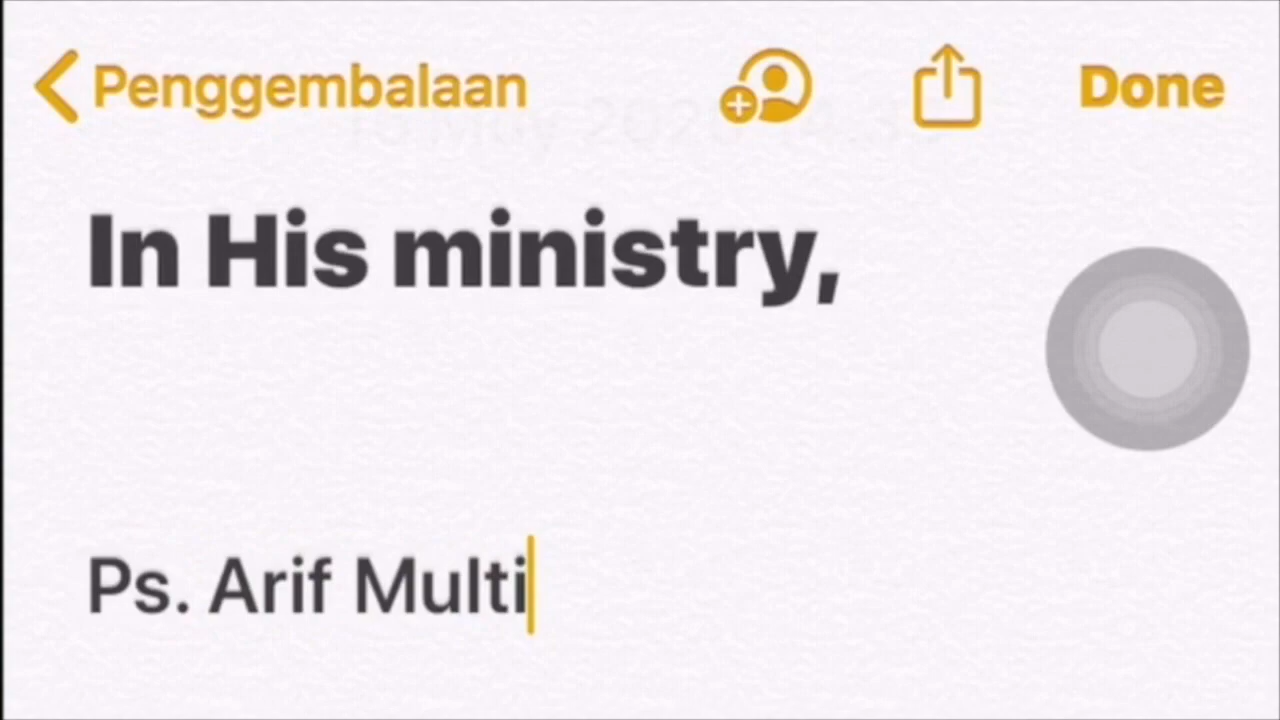 Penggembalaan Done
In His ministry,
Ps. Arif Multi